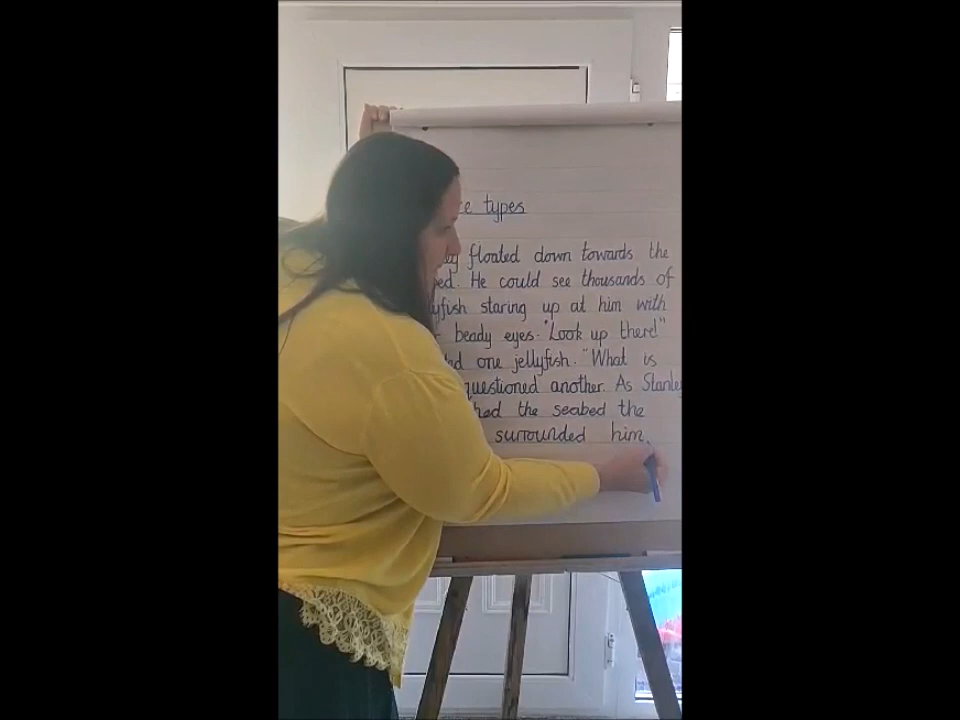 types
floated down towards the
He could see thousands of
staring up at him with
beady eyes. "Look up there!"
one jellyfish. "What is
questioned another. As Stanley
the seabed the
surrounded him.